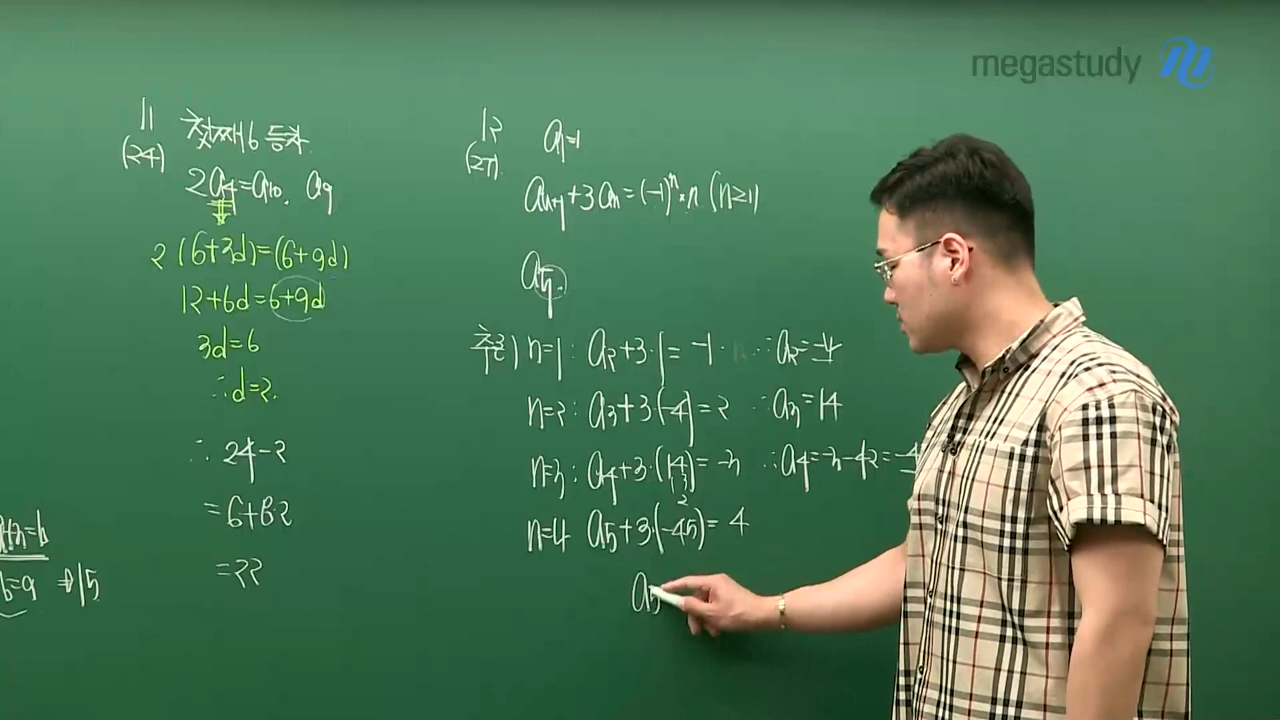 megastudy
11
(24)
첫째항6 등차
2a₄=a₁₀. a₉
2(6+3d)=(6+9d)
12+6d=6+9d
3d=6
∴d=2.
∴ 24-2
=6+8·2
=22
b=9 ⇒15
12
(27)
a₁=1
aₙ₊₁+3aₙ=(-1)ⁿ×n (n≥1)
a₅.
추론) n=1: a₂+3·1=-1· ∴a₂=-4
n=2: a₃+3·(-4)=2 ∴a₃=14
n=3: a₄+3·(14)=-3 ∴a₄=-3-42=-4
n=4 a₅+3·(-45)=4
a₅